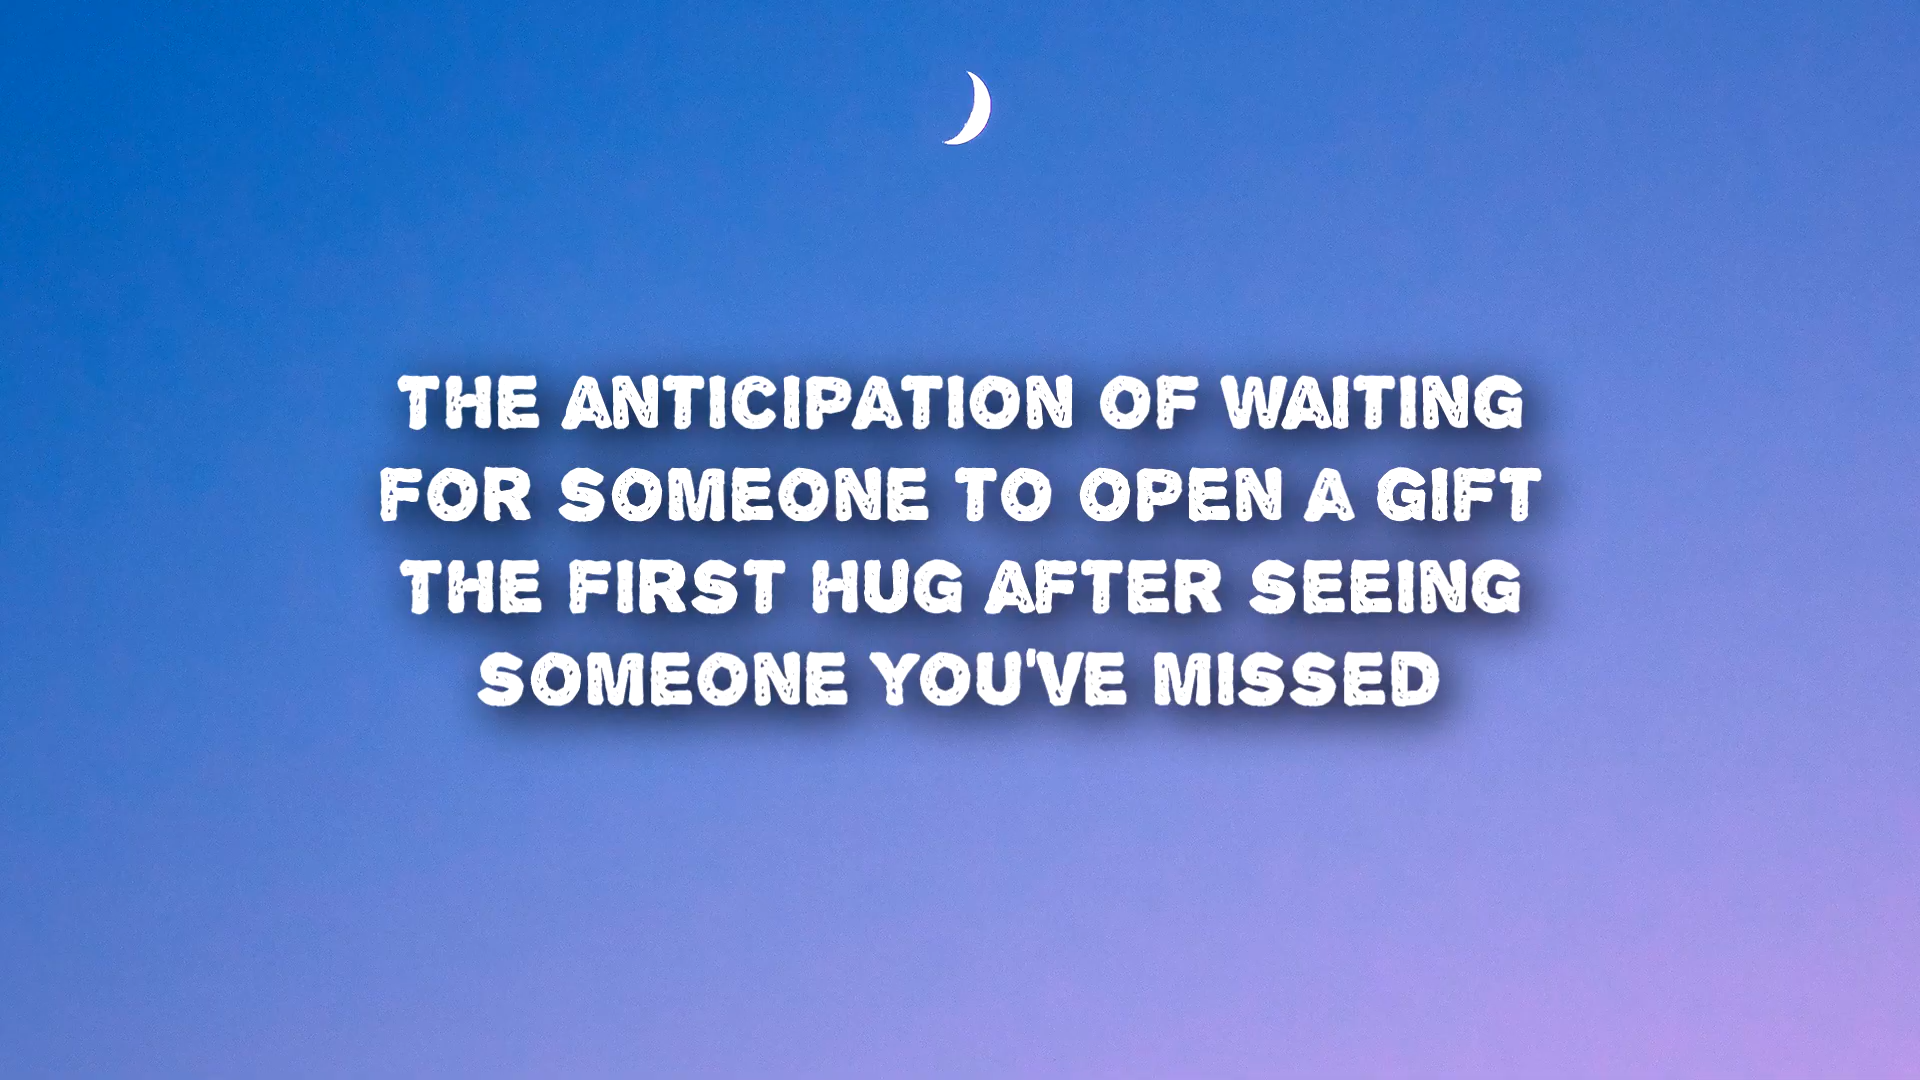 THE ANTICIPATION OF WAITING
FOR SOMEONE TO OPEN A GIFT
THE FIRST HUG AFTER SEEING
SOMEONE YOU'VE MISSED